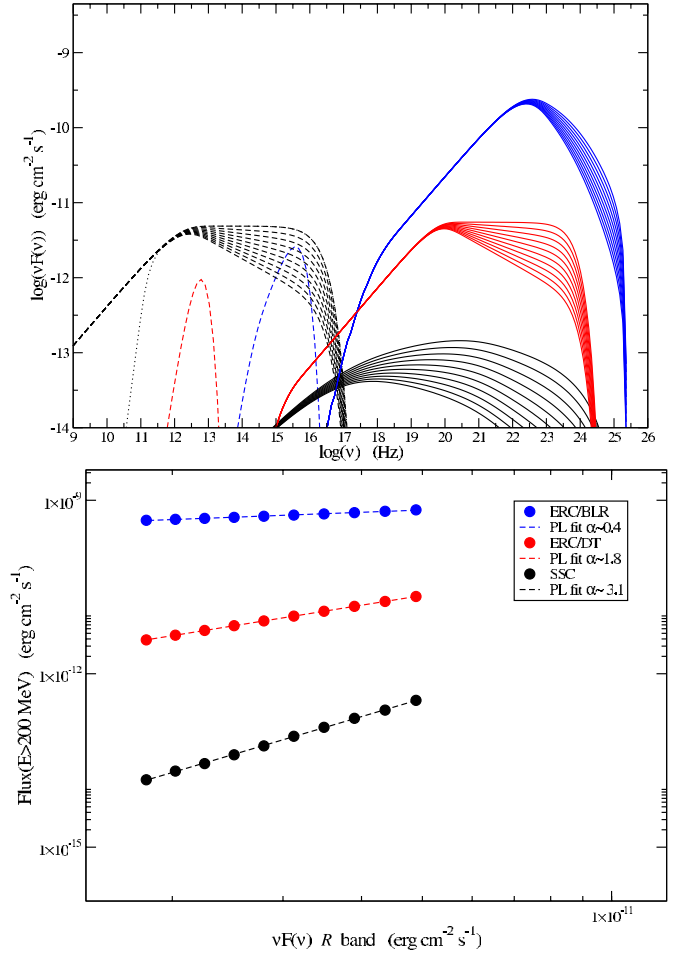 -9
-10
-11
-12
-13
-14
log(νF(ν)) (erg cm⁻² s⁻¹)
9 10 11 12 13 14 15 16 17 18 19 20 21 22 23 24 25 26
log(ν) (Hz)
1×10⁻⁹
1×10⁻¹²
1×10⁻¹⁵
Flux(E>200 MeV) (erg cm⁻² s⁻¹)
ERC/BLR
PL fit α~0.4
ERC/DT
PL fit α~1.8
SSC
PL fit α~ 3.1
1×10⁻¹¹
νF(ν) R band (erg cm⁻² s⁻¹)